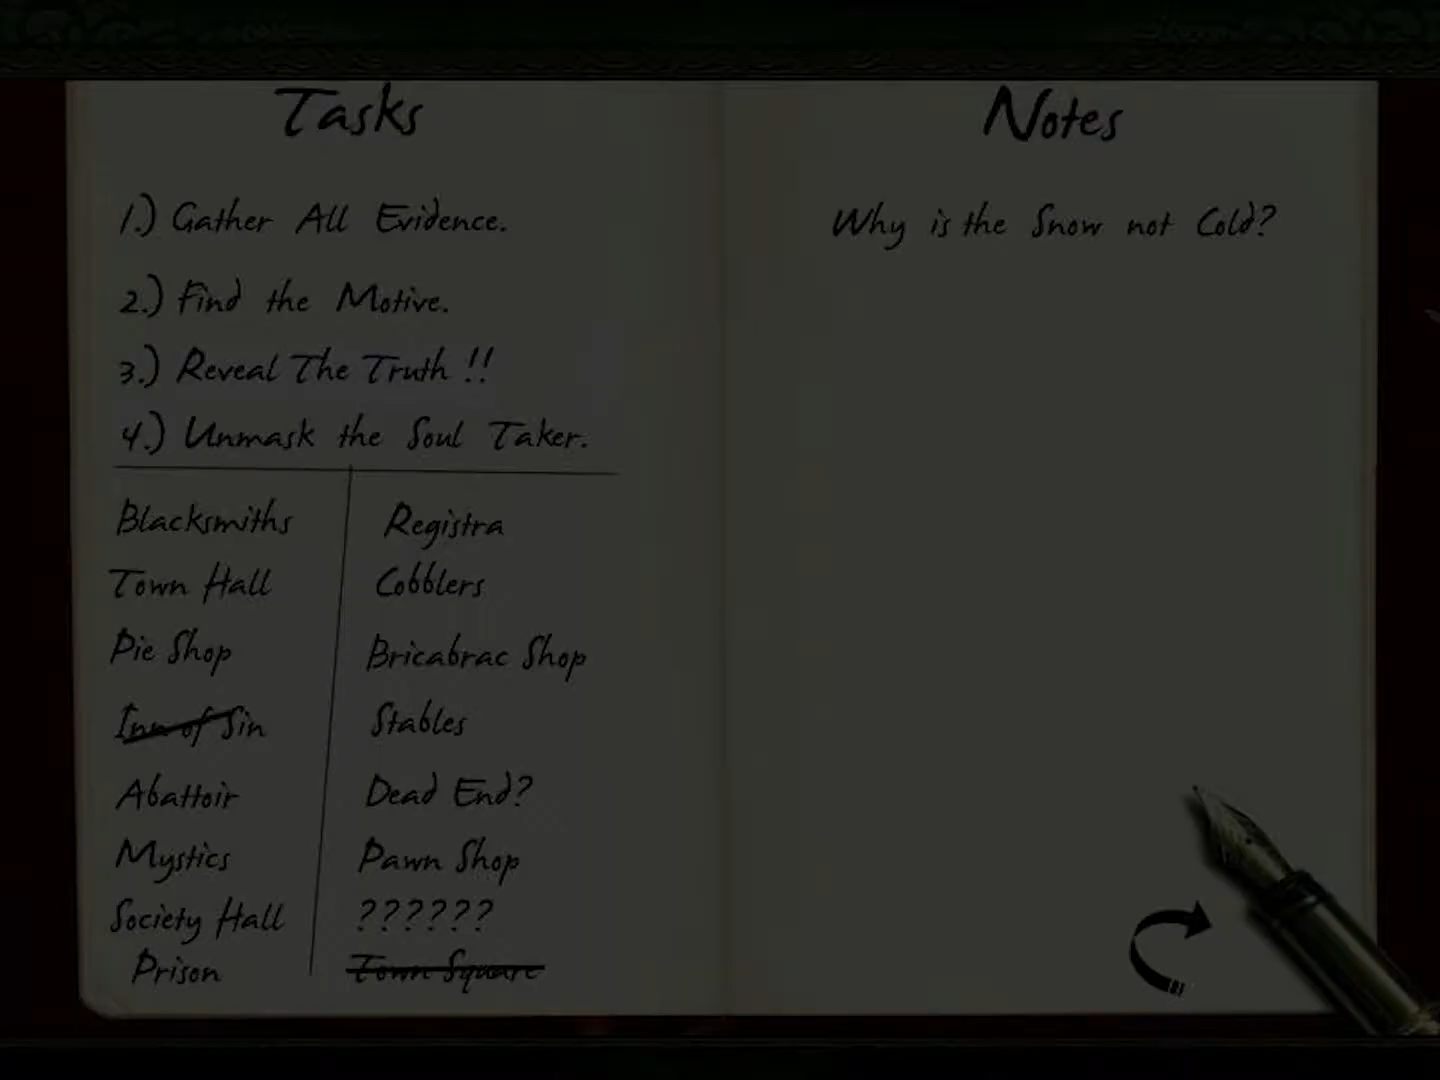 Tasks
1.) Gather All Evidence.
2.) Find the Motive.
3.) Reveal The Truth !!
4.) Unmask the Soul Taker.
Blacksmiths
Town Hall
Pie Shop
Inn of Sin
Abattoir
Mystics
Society Hall
Prison
Registra
Cobblers
Bricabrac Shop
Stables
Dead End?
Pawn Shop
??????
Town Square
Notes
Why is the Snow not Cold?